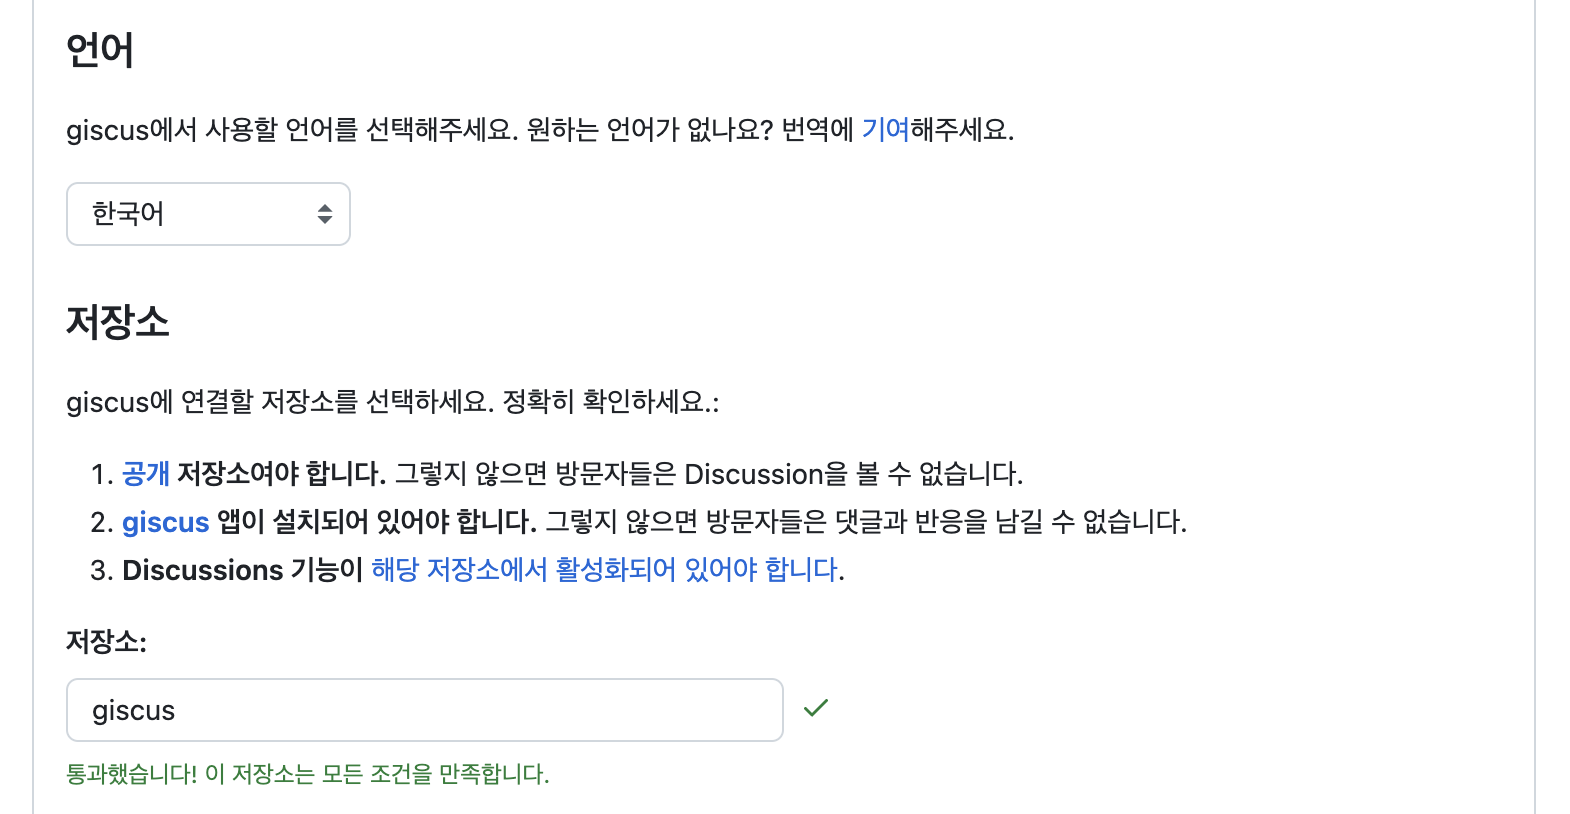 언어
giscus에서 사용할 언어를 선택해주세요. 원하는 언어가 없나요? 번역에 기여해주세요.
한국어
저장소
giscus에 연결할 저장소를 선택하세요. 정확히 확인하세요.:
1. 공개 저장소여야 합니다. 그렇지 않으면 방문자들은 Discussion을 볼 수 없습니다.
2. giscus 앱이 설치되어 있어야 합니다. 그렇지 않으면 방문자들은 댓글과 반응을 남길 수 없습니다.
3. Discussions 기능이 해당 저장소에서 활성화되어 있어야 합니다.
저장소:
giscus
통과했습니다! 이 저장소는 모든 조건을 만족합니다.